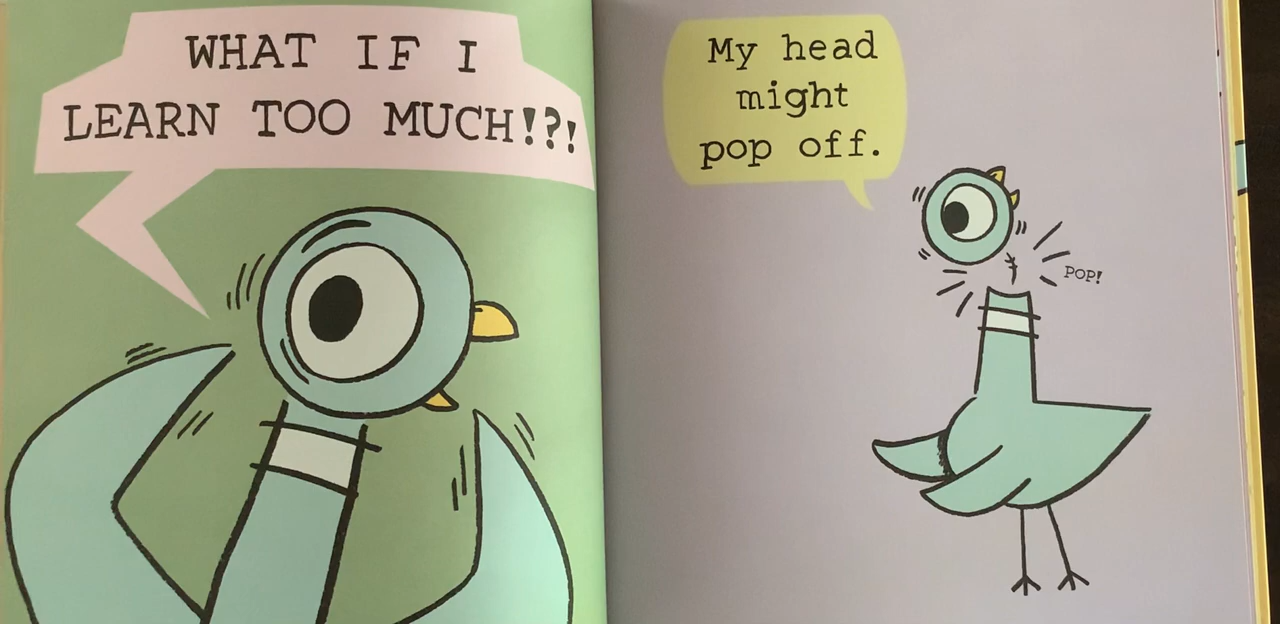 WHAT IF I
LEARN TOO MUCH!?!
My head
might
pop off.
POP!